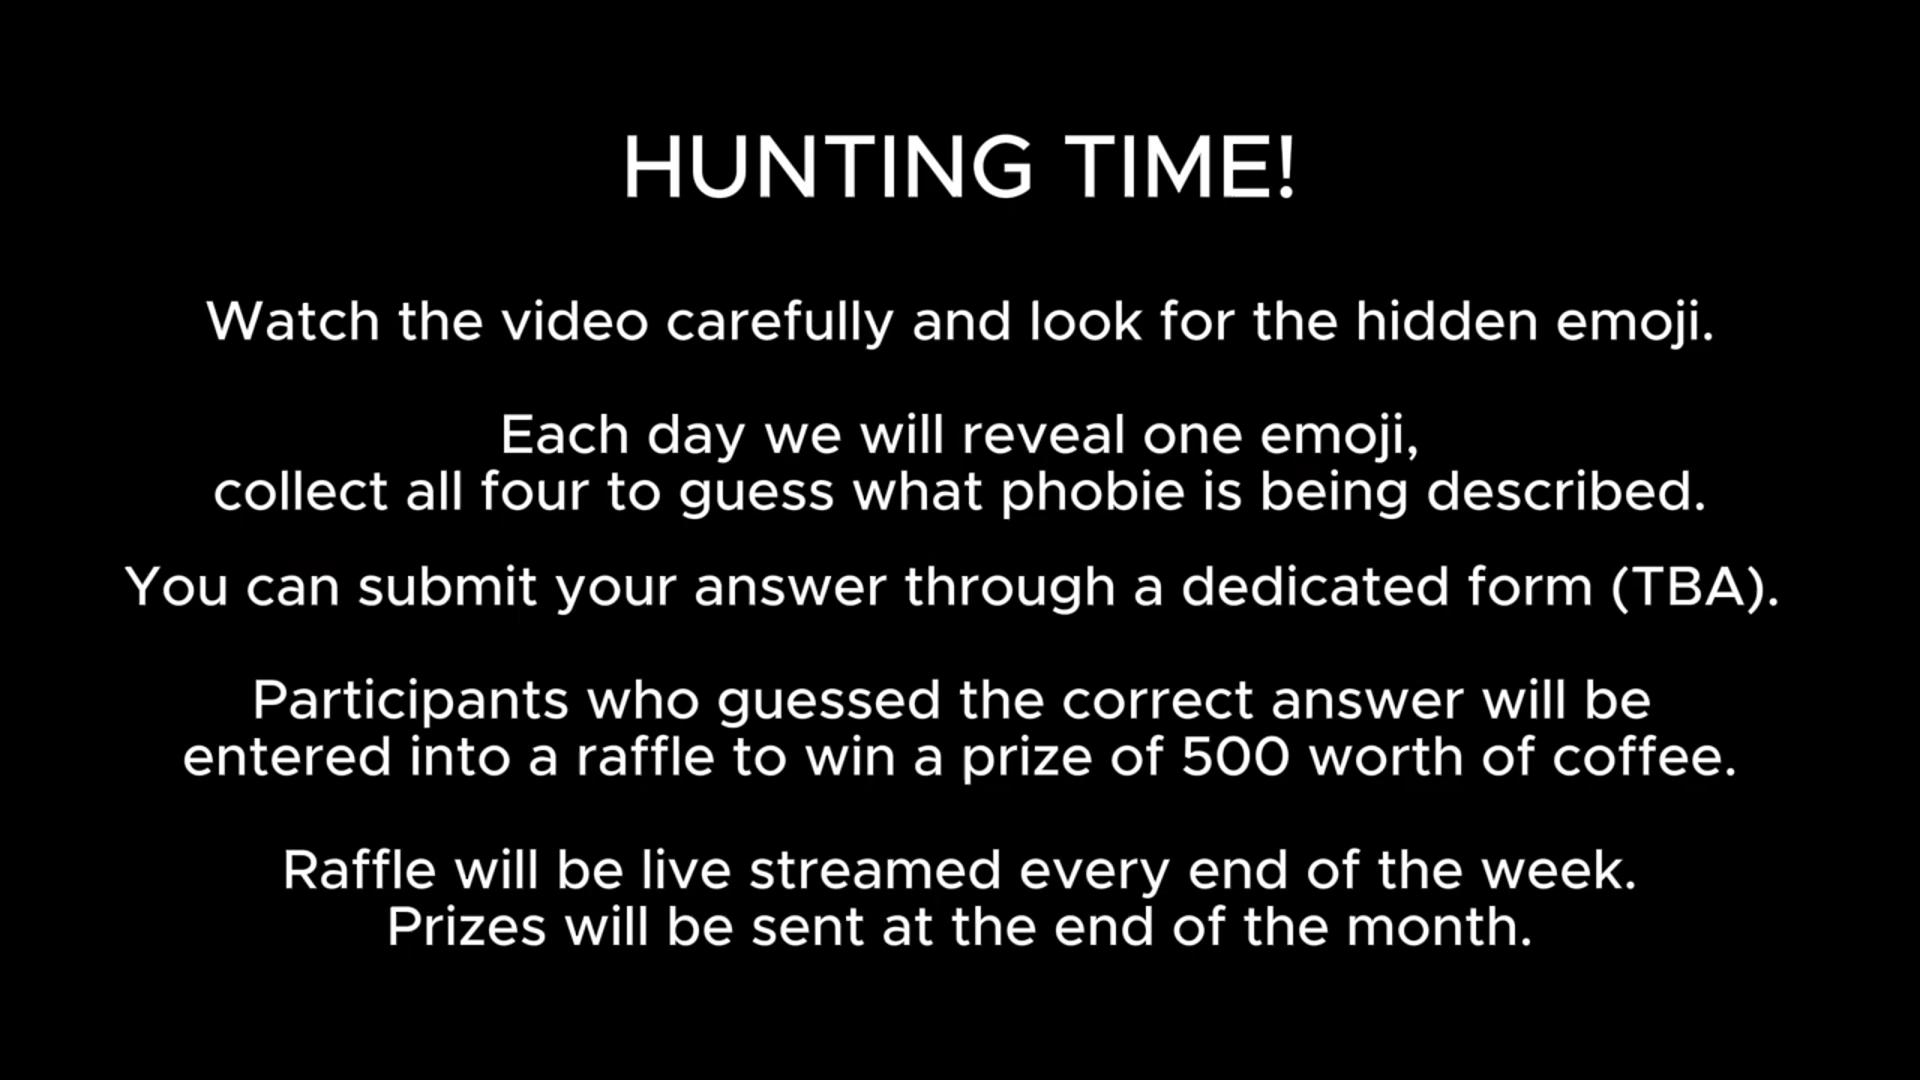 HUNTING TIME!
Watch the video carefully and look for the hidden emoji.
Each day we will reveal one emoji,
collect all four to guess what phobie is being described.
You can submit your answer through a dedicated form (TBA).
Participants who guessed the correct answer will be
entered into a raffle to win a prize of 500 worth of coffee.
Raffle will be live streamed every end of the week.
Prizes will be sent at the end of the month.